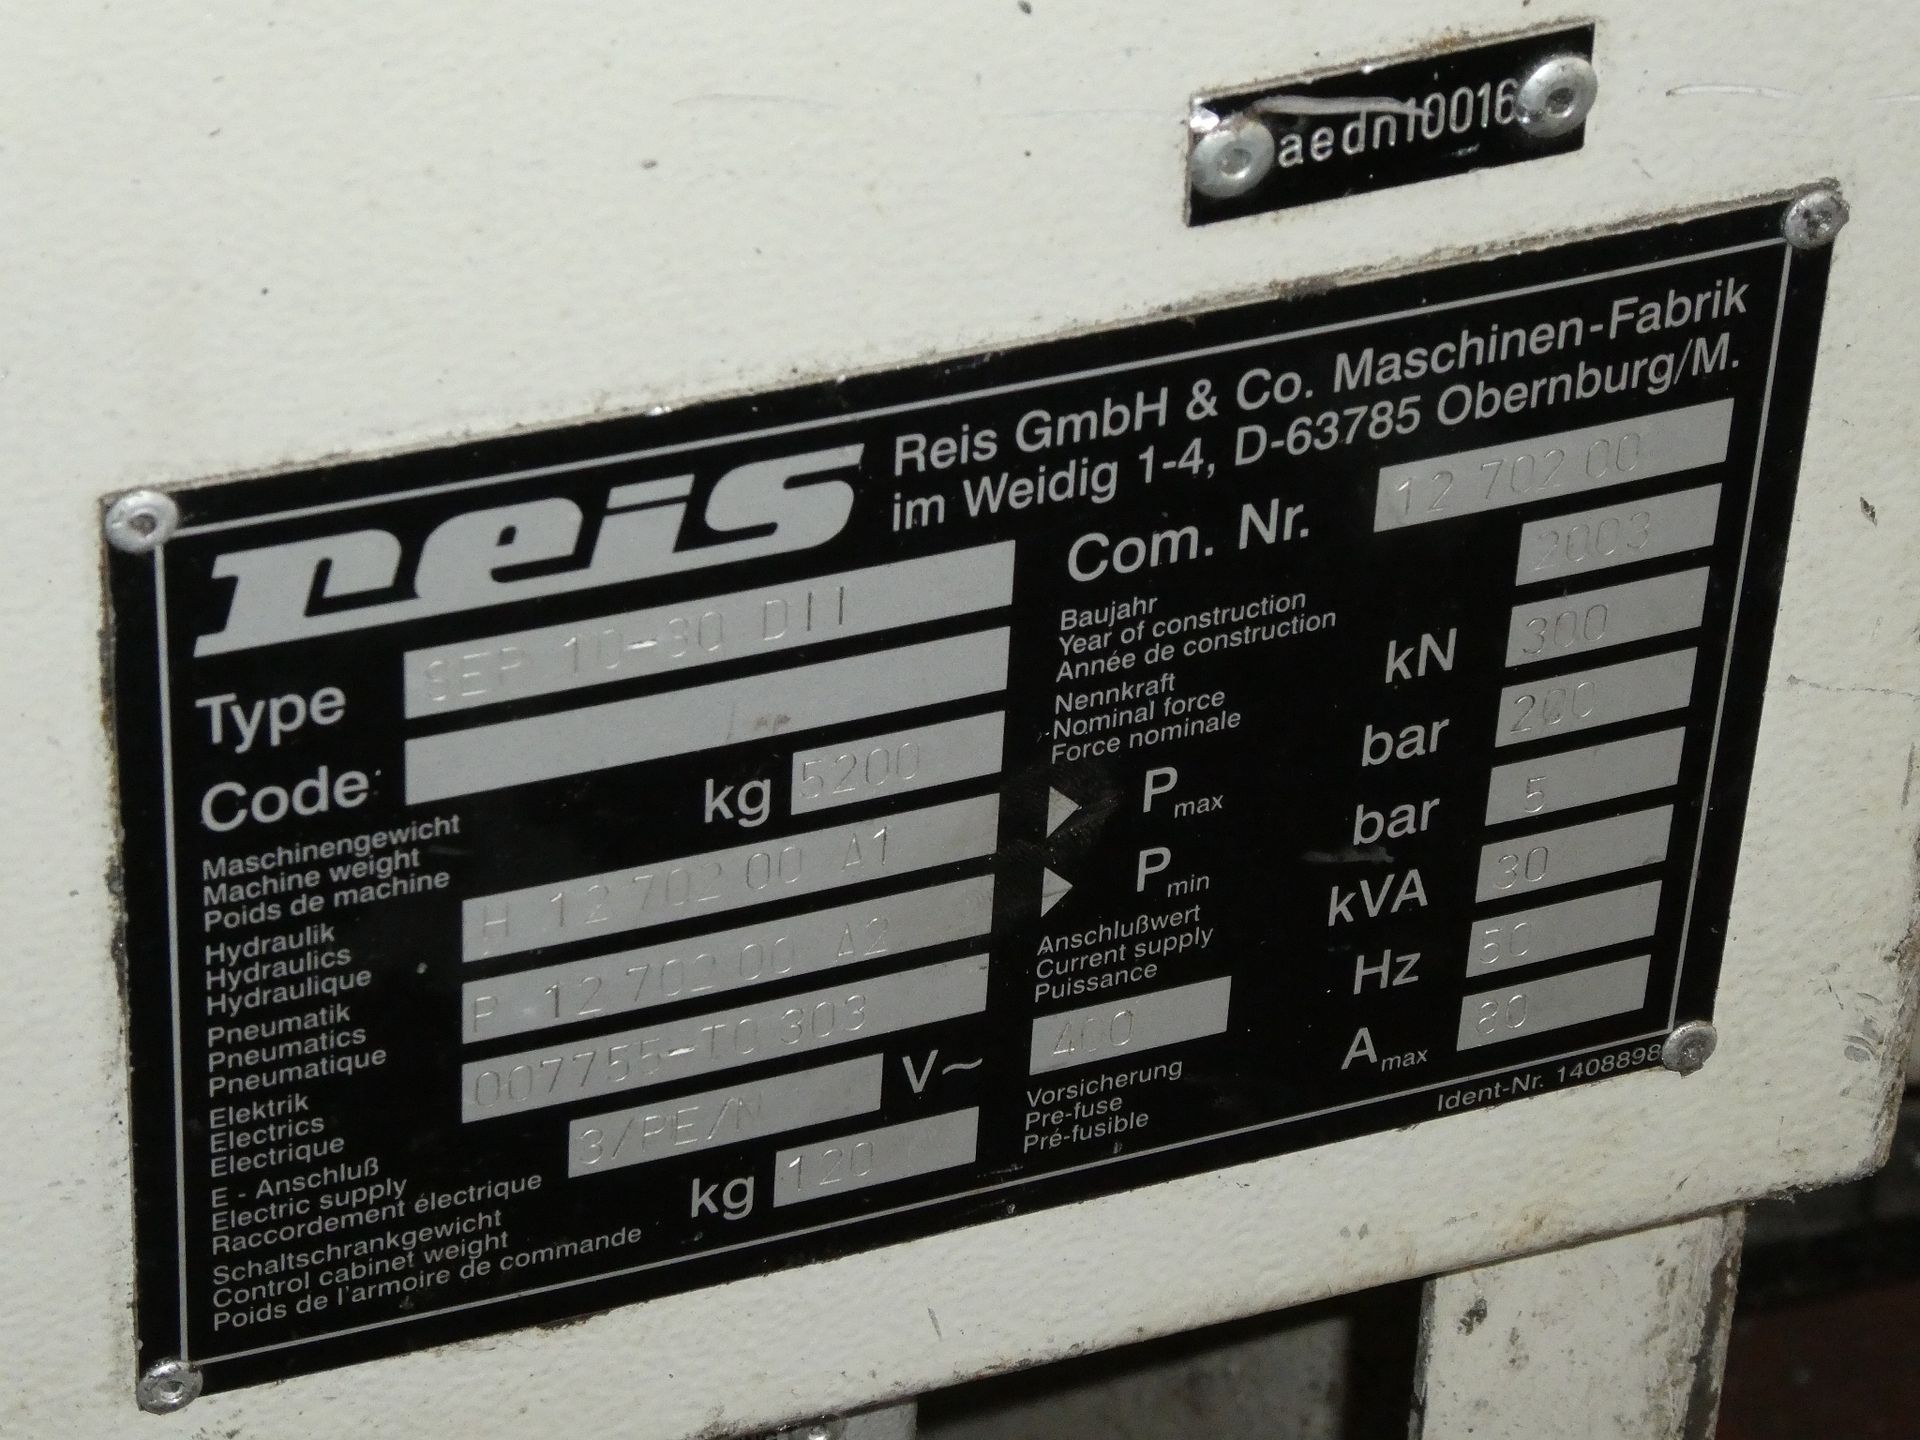 aedn10016
reis
Reis GmbH & Co. Maschinen-Fabrik
im Weidig 1-4, D-63785 Obernburg/M.
Type SEP 10-30 DII
Code
Com. Nr. 12 702 00
Baujahr
Year of construction
Année de construction
2003
Maschinengewicht
Machine weight
Poids de machine
kg 5200
Hydraulik
Hydraulics
Hydraulique
H 12 702 00 A1
Pneumatik
Pneumatics
Pneumatique
P 12 702 00 A2
Elektrik
Electrics
Electrique
007755-TO 303
E - Anschluß
Electric supply
Raccordement électrique
3/PE/N V~ 400
Schaltschrankgewicht
Control cabinet weight
Poids de l'armoire de commande
kg 120
Nennkraft
Nominal force
Force nominale
kN 300
Pmax bar 200
Pmin bar 5
Anschlußwert
Current supply
Puissance
kVA 30
Hz 50
Vorsicherung
Pre-fuse
Pré-fusible
Amax 80
Ident-Nr. 1408898